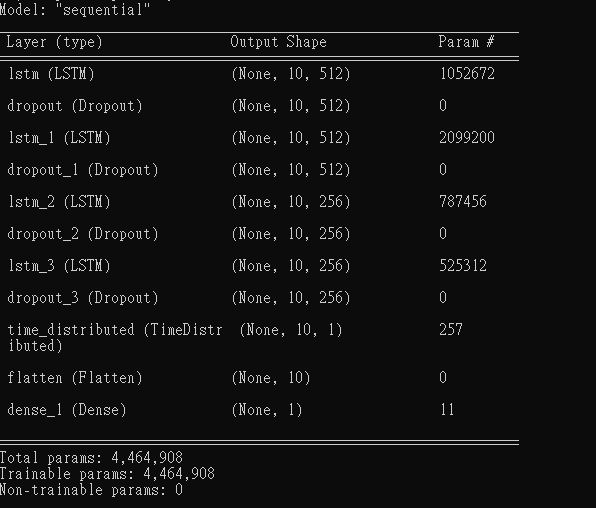 Model: "sequential"
Layer (type) Output Shape Param #
lstm (LSTM) (None, 10, 512) 1052672
dropout (Dropout) (None, 10, 512) 0
lstm_1 (LSTM) (None, 10, 512) 2099200
dropout_1 (Dropout) (None, 10, 512) 0
lstm_2 (LSTM) (None, 10, 256) 787456
dropout_2 (Dropout) (None, 10, 256) 0
lstm_3 (LSTM) (None, 10, 256) 525312
dropout_3 (Dropout) (None, 10, 256) 0
time_distributed (TimeDistr (None, 10, 1) 257
ibuted)
flatten (Flatten) (None, 10) 0
dense_1 (Dense) (None, 1) 11
Total params: 4,464,908
Trainable params: 4,464,908
Non-trainable params: 0